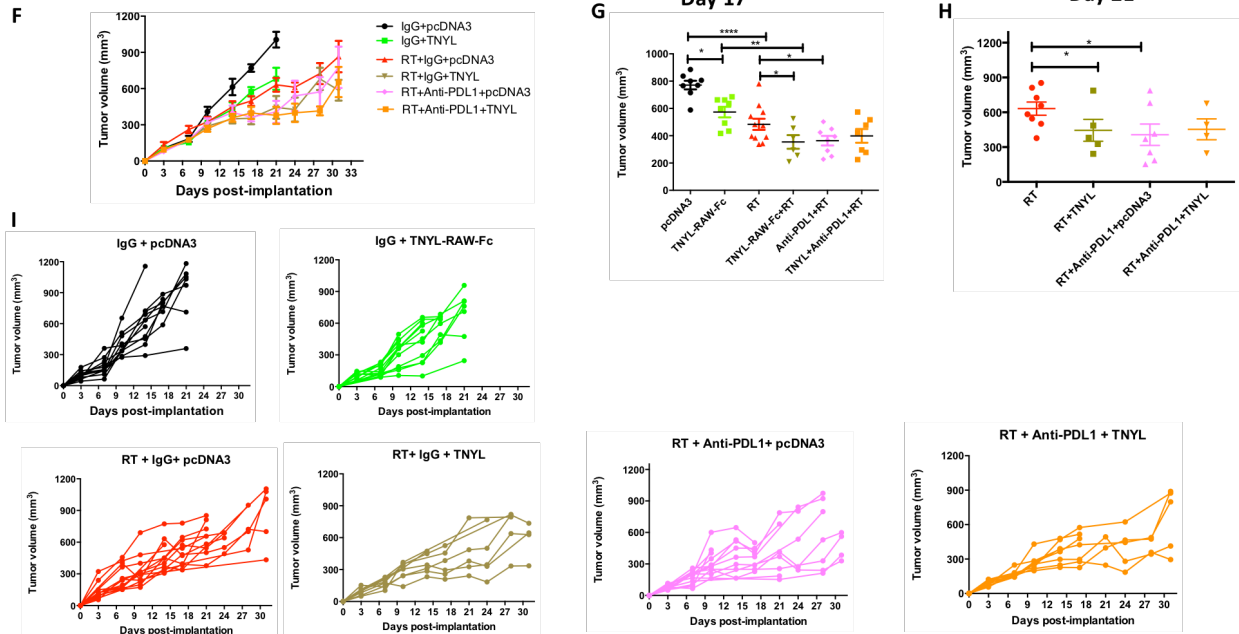 F
Tumor volume (mm3)
1200
900
600
300
0
0 3 6 9 12 15 18 21 24 27 30 33
Days post-implantation
IgG+pcDNA3
IgG+TNYL
RT+IgG+pcDNA3
RT+IgG+TNYL
RT+Anti-PDL1+pcDNA3
RT+Anti-PDL1+TNYL
G
Day 17
Tumor volume (mm3)
1000
800
600
400
200
0
****
* **
*
*
pcDNA3
TNYL-RAW-Fc
RT
TNYL-RAW-Fc+RT
Anti-PDL1+RT
TNYL+Anti-PDL1+RT
H
Tumor volume (mm3)
1200
900
600
300
0
*
*
RT
RT+TNYL
RT+Anti-PDL1+pcDNA3
RT+Anti-PDL1+TNYL
I
IgG + pcDNA3
Tumor volume (mm3)
1200
900
600
300
0
0 3 6 9 12 15 18 21 24 27 30
Days post-implantation
IgG + TNYL-RAW-Fc
Tumor volume (mm3)
1200
900
600
300
0
0 3 6 9 12 15 18 21 24 27 30
Days post-implantation
RT + IgG+ pcDNA3
Tumor volume (mm3)
1200
900
600
300
0
0 3 6 9 12 15 18 21 24 27 30
Days post-implantation
RT+ IgG + TNYL
Tumor volume (mm3)
1200
900
600
300
0
0 3 6 9 12 15 18 21 24 27 30
Days post-implantation
RT + Anti-PDL1+ pcDNA3
Tumor volume (mm3)
1200
900
600
300
0
0 3 6 9 12 15 18 21 24 27 30
Days post-implantation
RT + Anti-PDL1 + TNYL
Tumor volume (mm3)
1200
900
600
300
0
0 3 6 9 12 15 18 21 24 27 30
Days post-implantation